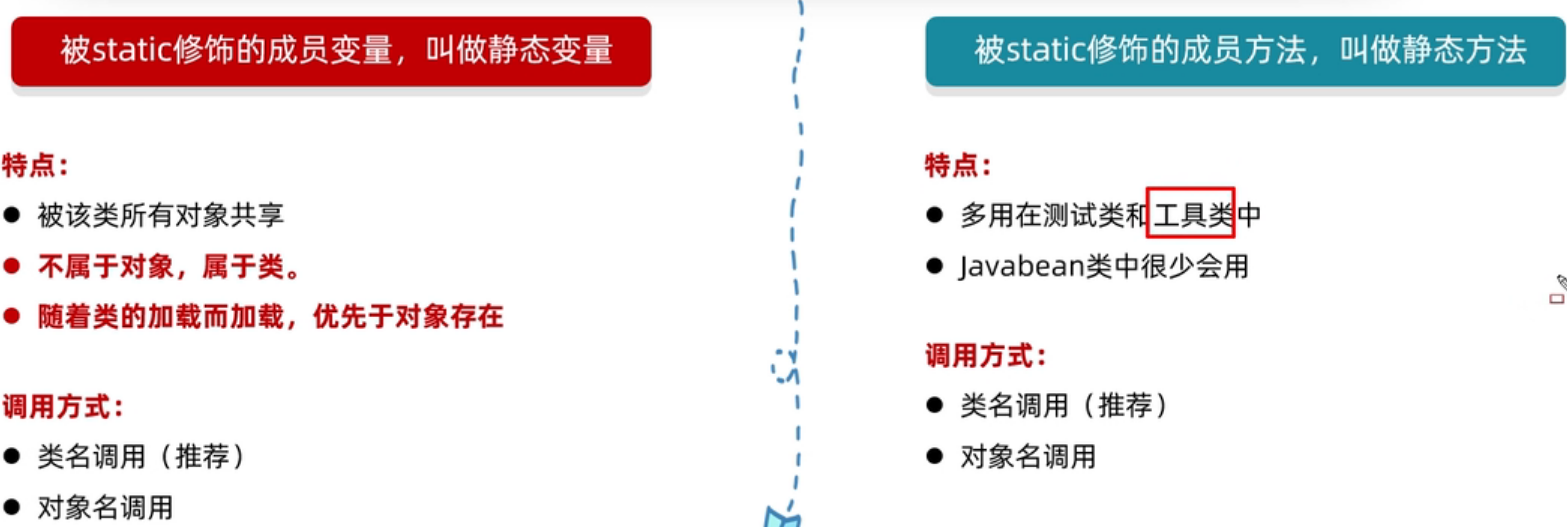 被static修饰的成员变量，叫做静态变量
特点：
● 被该类所有对象共享
● 不属于对象，属于类。
● 随着类的加载而加载，优先于对象存在
调用方式：
● 类名调用（推荐）
● 对象名调用
被static修饰的成员方法，叫做静态方法
特点：
● 多用在测试类和工具类中
● Javabean类中很少会用
调用方式：
● 类名调用（推荐）
● 对象名调用